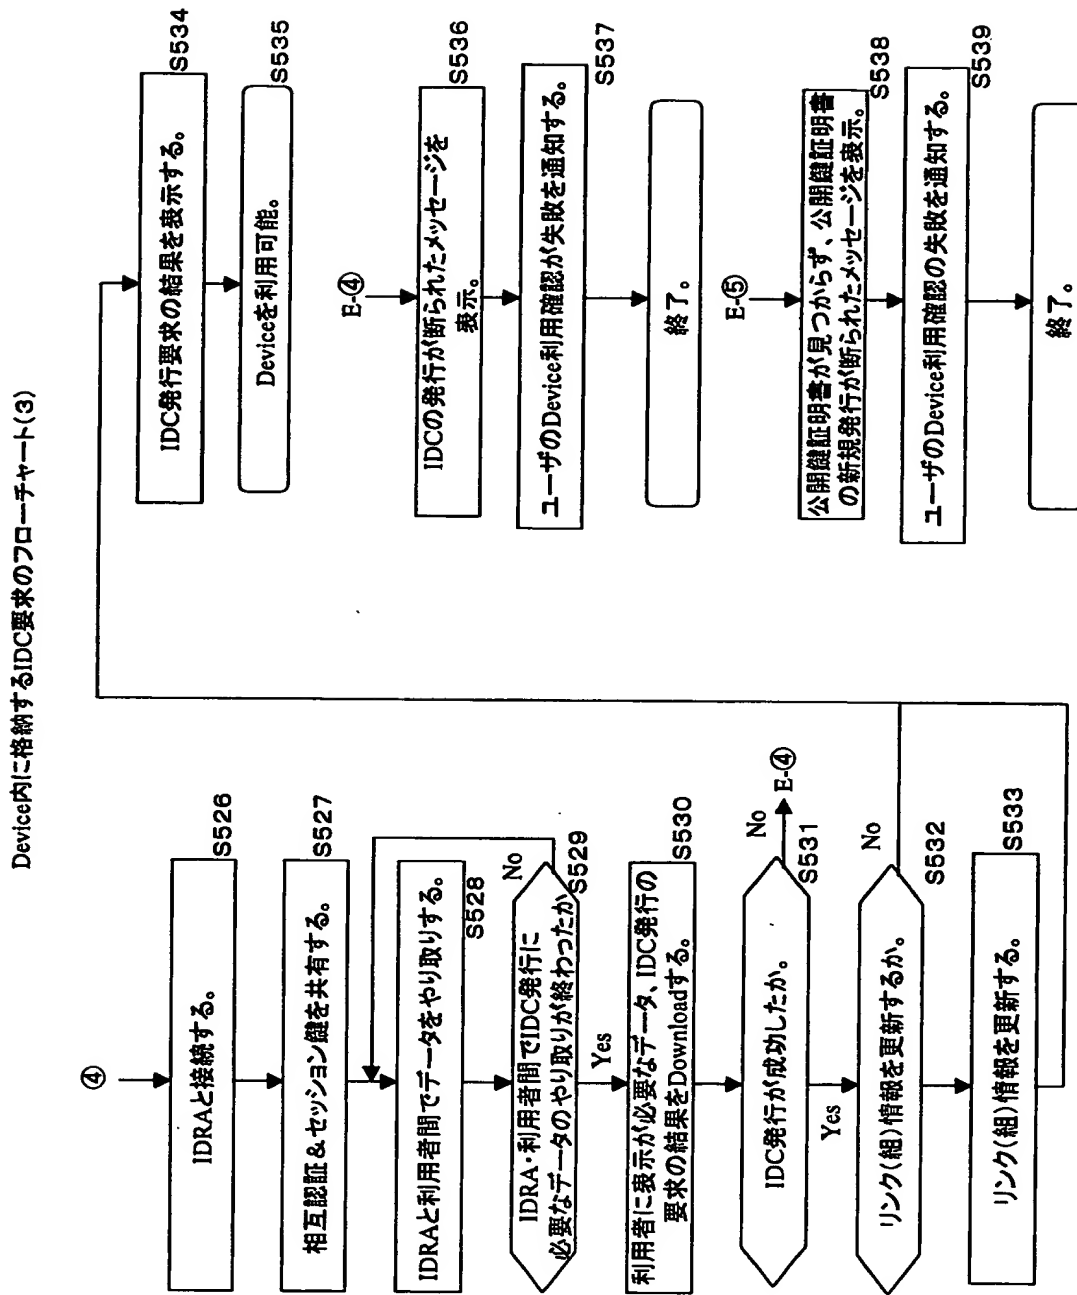 Device内に格納するIDC要求のフローチャート(3)
④
IDRAと接続する。
S526
相互認証&セッション鍵を共有する。
S527
IDRAと利用者間でデータをやり取りする。
S528
IDRA・利用者間でIDC発行に
必要なデータのやり取りが終わったか
No
S529
Yes
利用者に表示が必要なデータ、IDC発行の
要求の結果をDownloadする。
S530
IDC発行が成功したか。
No
E-④
S531
Yes
リンク(組)情報を更新するか。
No
S532
リンク(組)情報を更新する。
S533
IDC発行要求の結果を表示する。
S534
Deviceを利用可能。
S535
E-④
IDCの発行が断られたメッセージを
表示。
S536
ユーザのDevice利用確認が失敗を通知する。
S537
終了。
E-⑤
公開鍵証明書が見つからず、公開鍵証明書
の新規発行が断られたメッセージを表示。
S538
ユーザのDevice利用確認の失敗を通知する。
S539
終了。